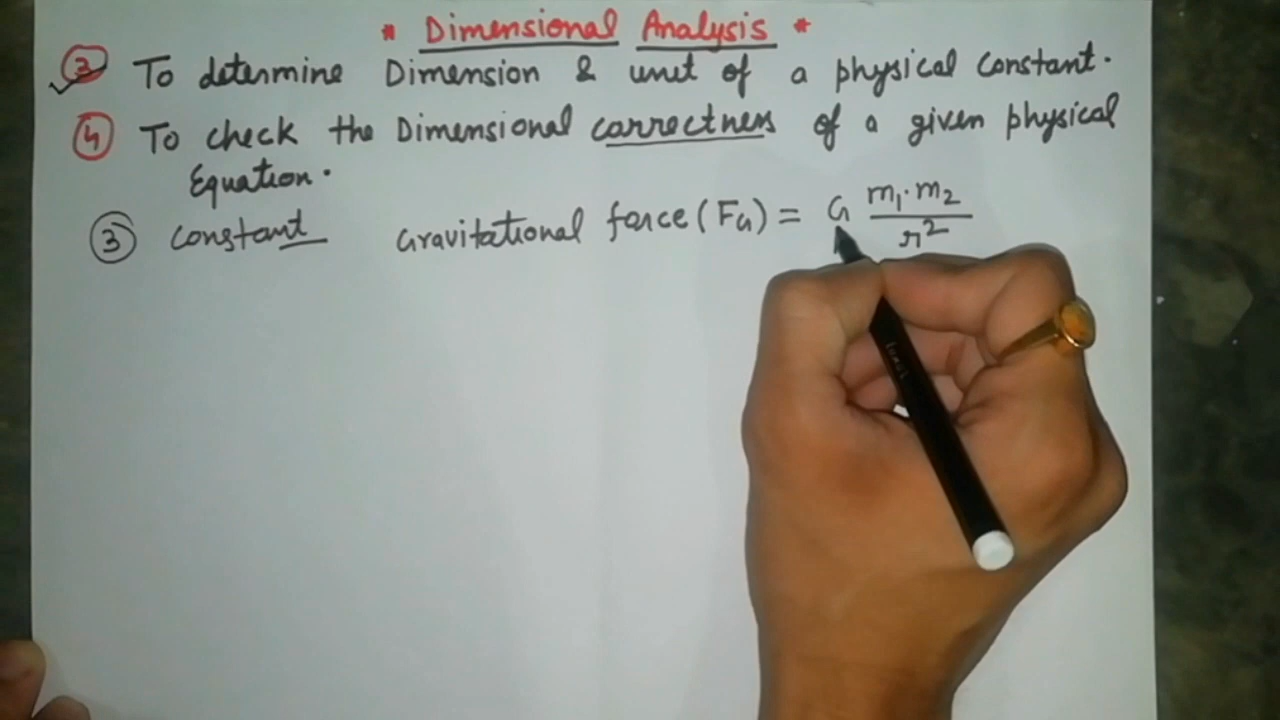 * Dimensional Analysis *
③ To determine Dimension & unit of a physical constant.
④ To check the Dimensional correctness of a given physical
Equation.
③ constant Gravitational force (FG) = G m₁·m₂/r²